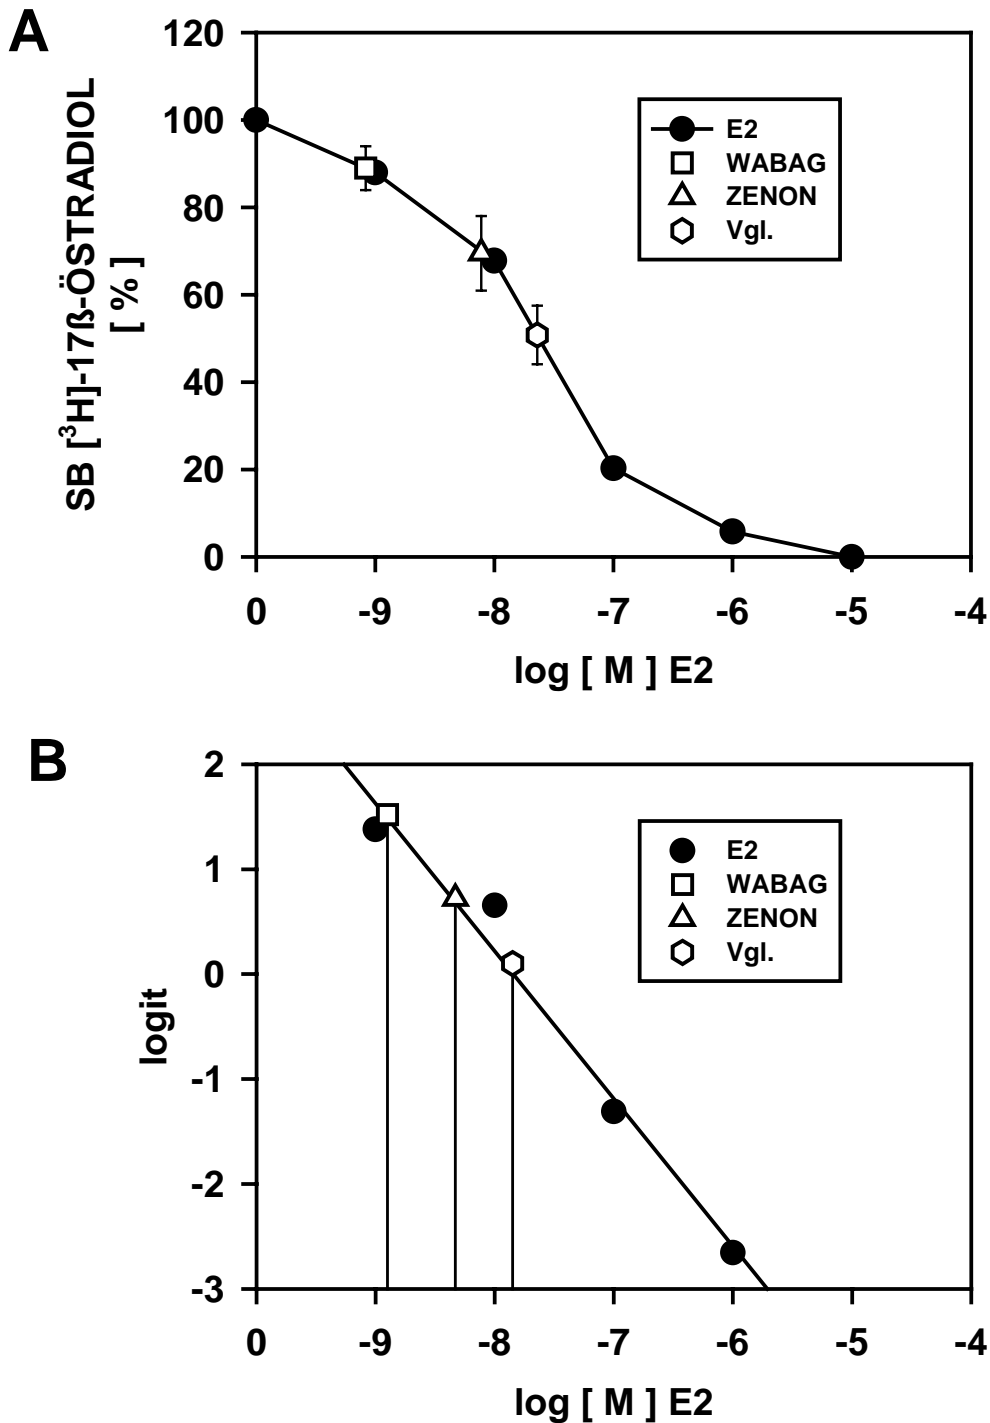 A
120
100
80
60
40
20
0
SB [³H]-17ß-ÖSTRADIOL
[ % ]
E2
WABAG
ZENON
Vgl.
0 -9 -8 -7 -6 -5 -4
log [ M ] E2
B
2
1
0
-1
-2
-3
logit
E2
WABAG
ZENON
Vgl.
0 -9 -8 -7 -6 -5 -4
log [ M ] E2